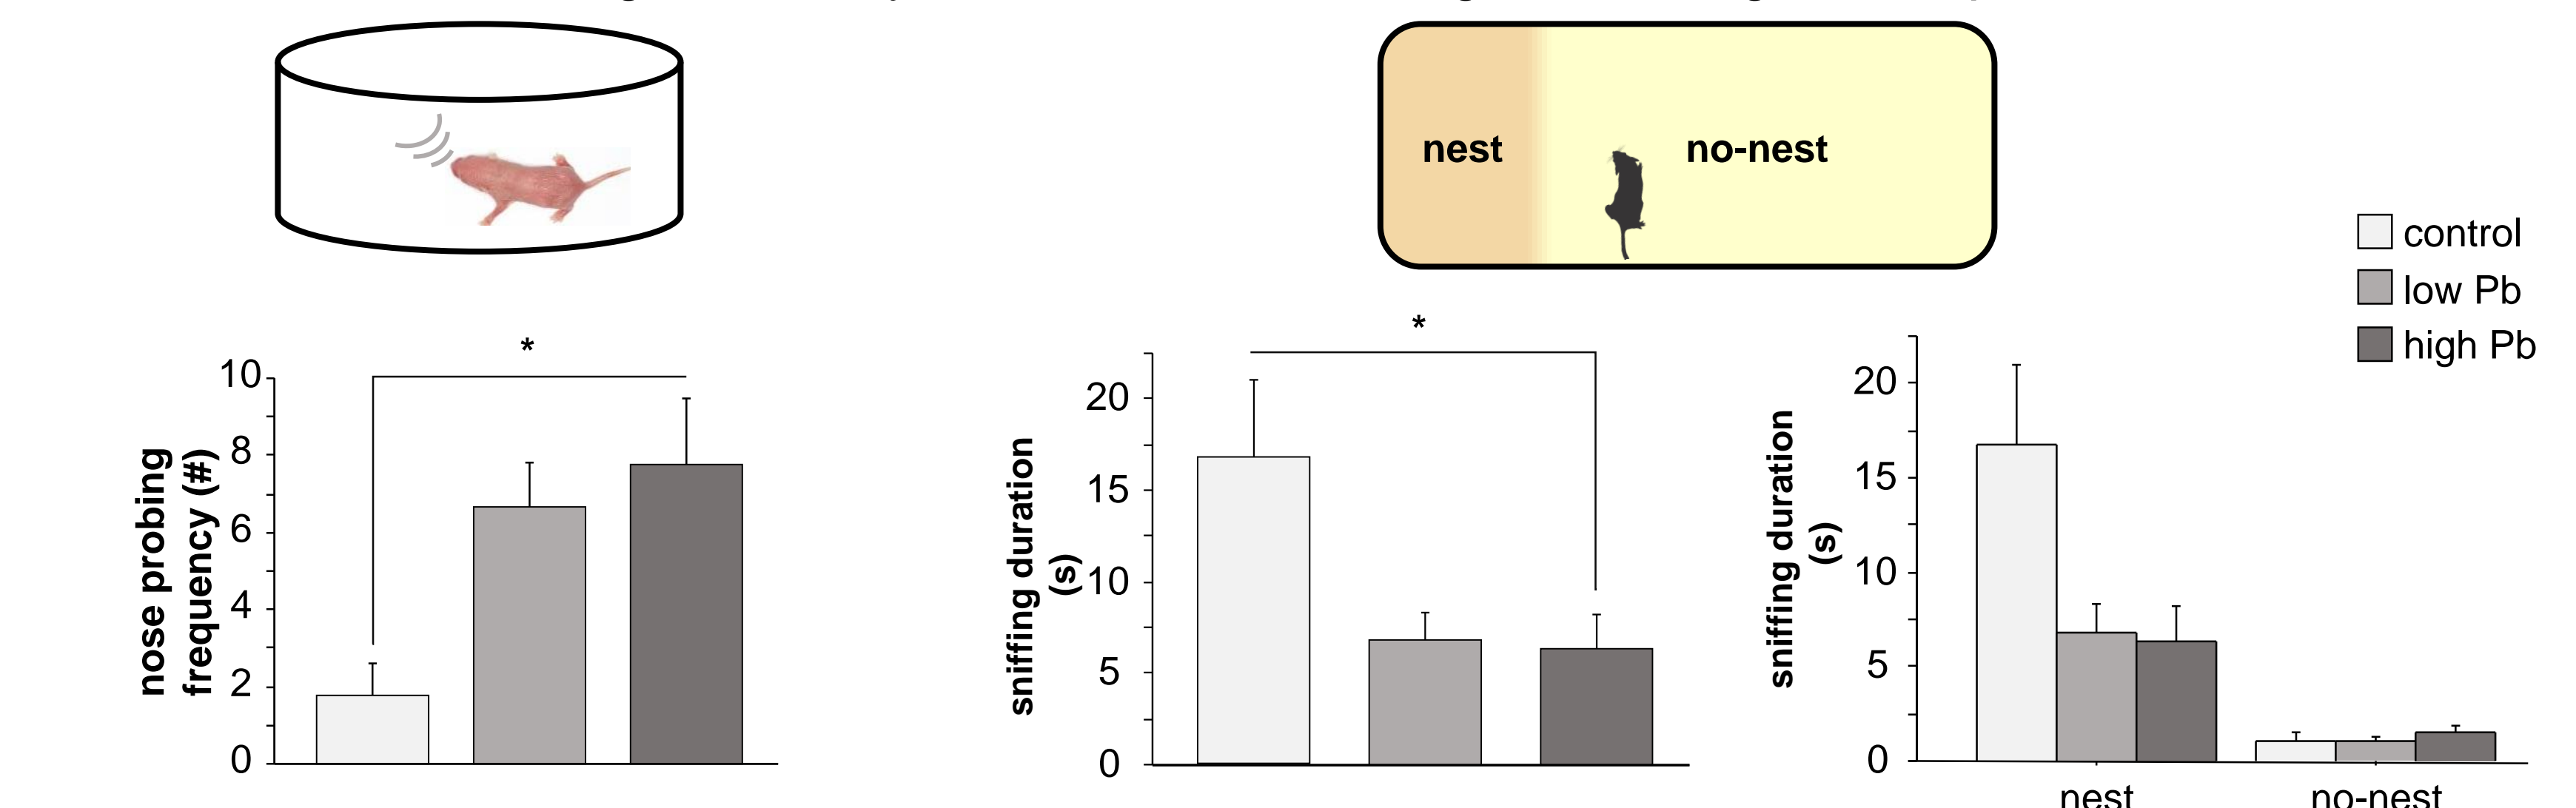 nest
no-nest
control
low Pb
high Pb
*
10
8
6
4
2
0
nose probing
frequency (#)
*
20
15
10
5
0
sniffing duration
(s)
20
15
10
5
0
sniffing duration
(s)
nest
no-nest